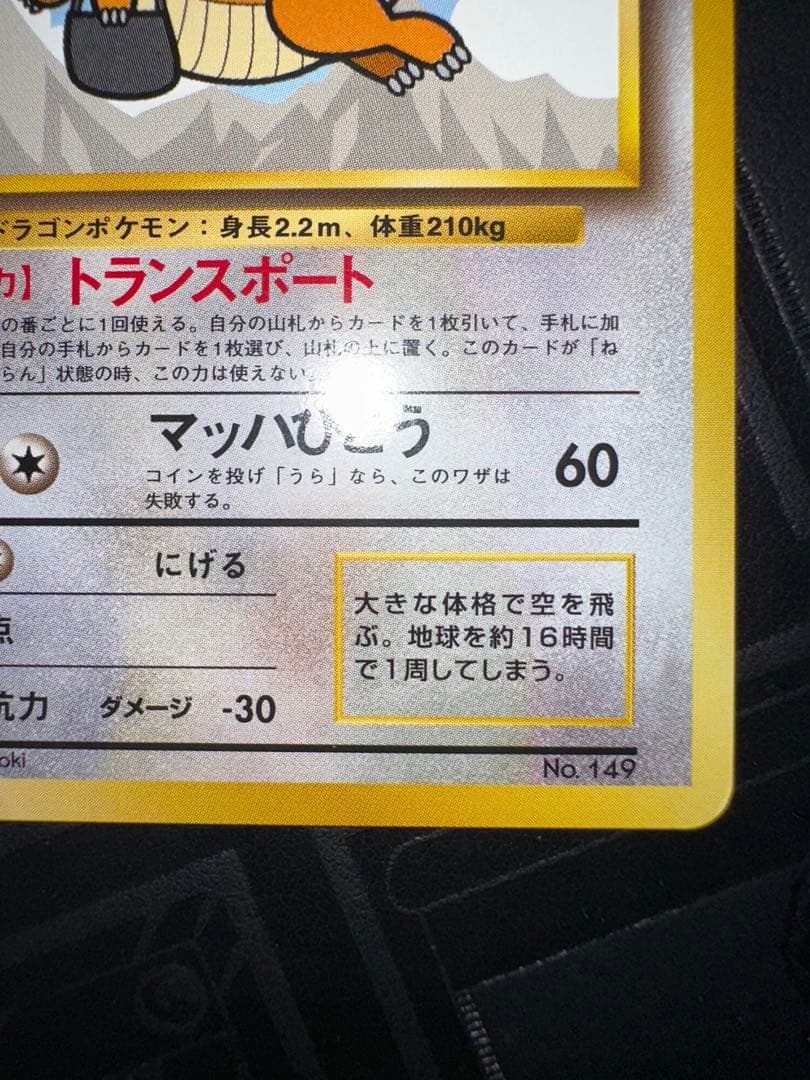 ドラゴンポケモン：身長2.2m、体重210kg
力】トランスポート
の番ごとに1回使える。自分の山札からカードを1枚引いて、手札に加
自分の手札からカードを1枚選び、山札の上に置く。このカードが「ね
らん」状態の時、この力は使えない。
マッハひこう 60
コインを投げ「うら」なら、このワザは
失敗する。
にげる
点
抗力 ダメージ -30
大きな体格で空を飛
ぶ。地球を約16時間
で1周してしまう。
oki
No. 149